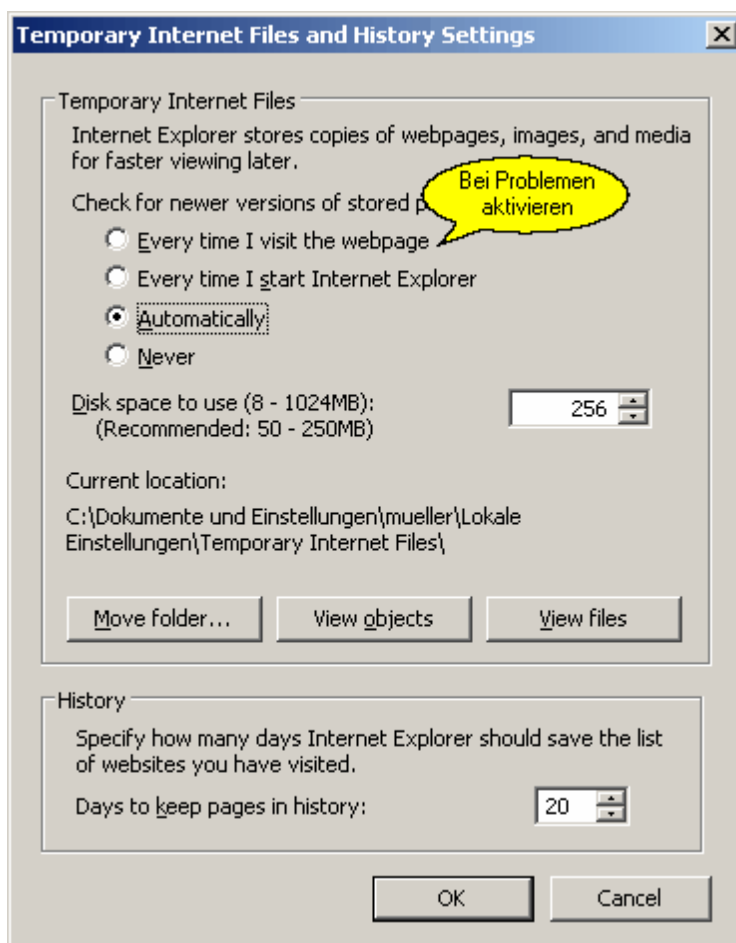 Temporary Internet Files and History Settings
Temporary Internet Files
Internet Explorer stores copies of webpages, images, and media
for faster viewing later.
Bei Problemen
aktivieren
Check for newer versions of stored
Every time I visit the webpage
Every time I start Internet Explorer
Automatically
Never
Disk space to use (8 - 1024MB):
256
(Recommended: 50 - 250MB)
Current location:
C:\Dokumente und Einstellungen\mueller\Lokale
Einstellungen\Temporary Internet Files\
Move folder... View objects View files
History
Specify how many days Internet Explorer should save the list
of websites you have visited.
Days to keep pages in history: 20
OK Cancel